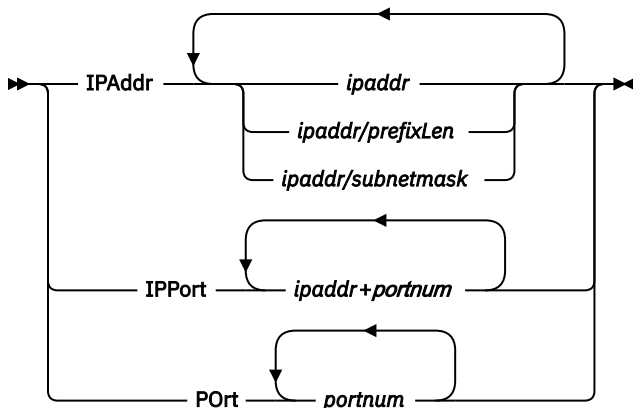 IPAddr ipaddr
ipaddr/prefixLen
ipaddr/subnetmask
IPPort ipaddr+portnum
POrt portnum